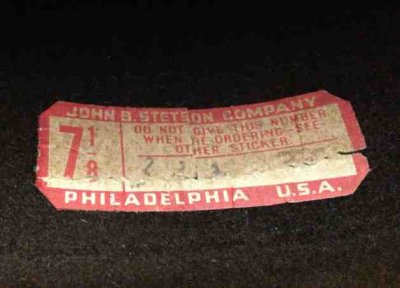 JOHN B. STETSON COMPANY
7 1/8
DO NOT GIVE THIS NUMBER
WHEN RE-ORDERING—SEE
OTHER STICKER.
PHILADELPHIA U.S.A.